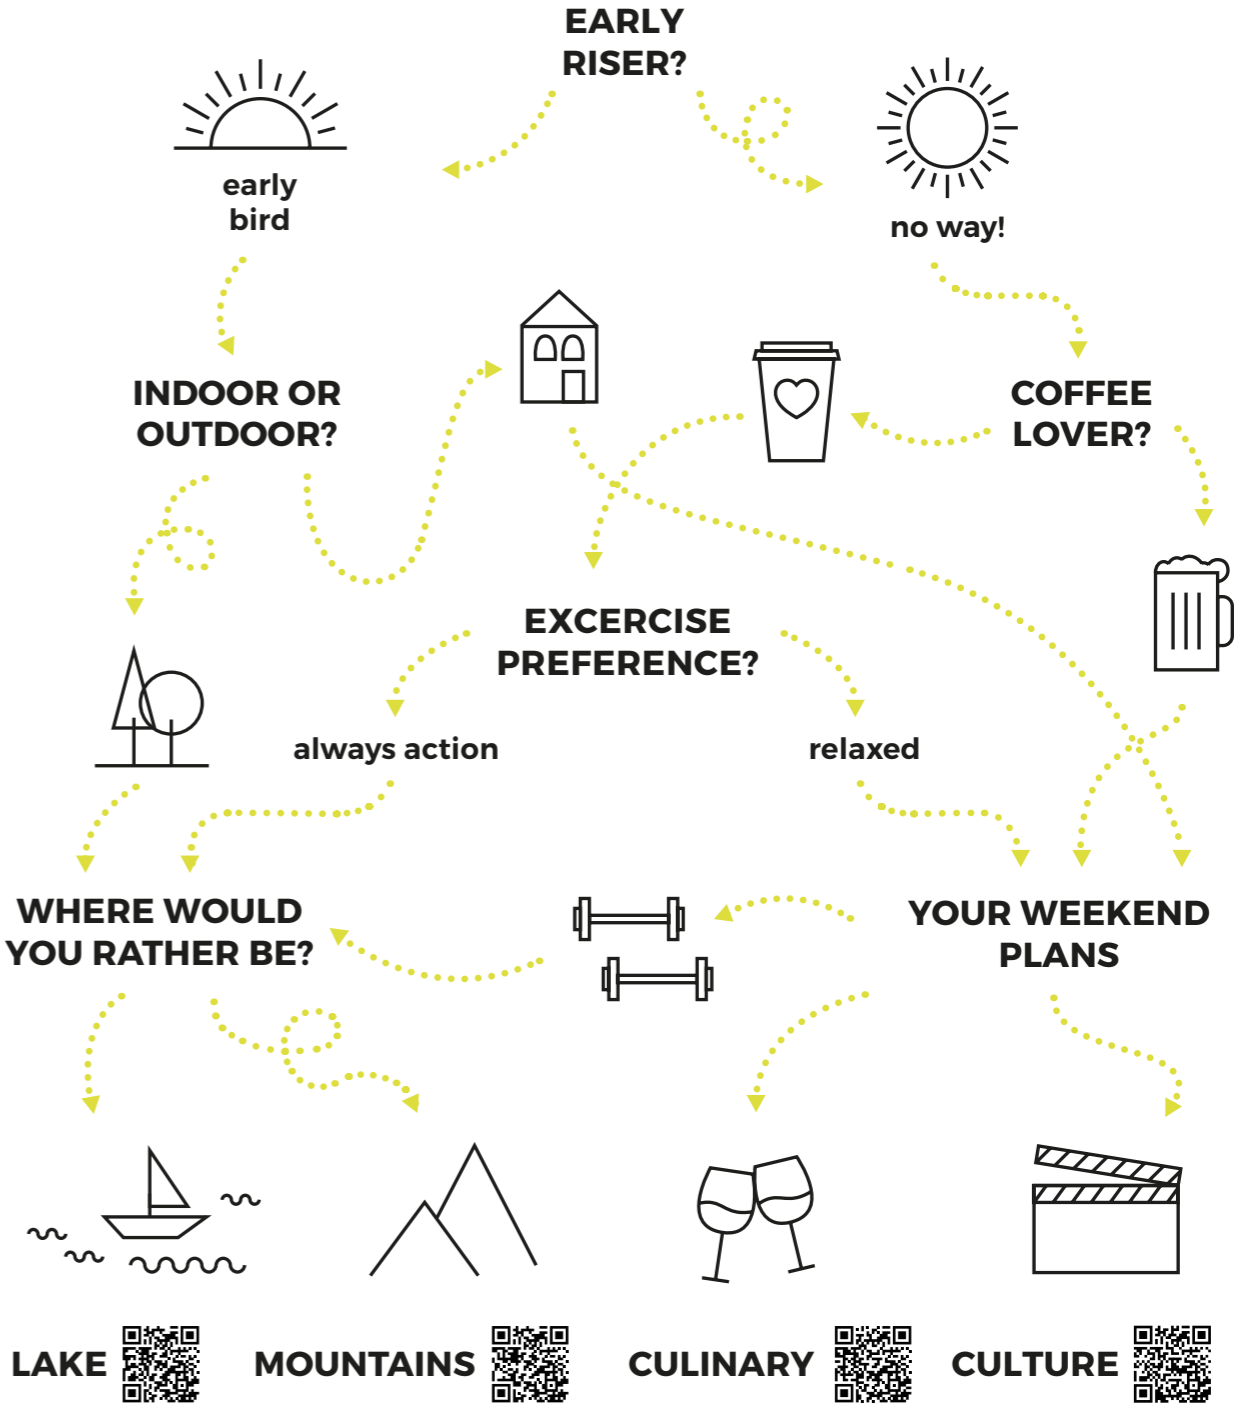 EARLY
RISER?
early
bird
no way!
INDOOR OR
OUTDOOR?
COFFEE
LOVER?
EXCERCISE
PREFERENCE?
always action
relaxed
WHERE WOULD
YOU RATHER BE?
YOUR WEEKEND
PLANS
LAKE
MOUNTAINS
CULINARY
CULTURE